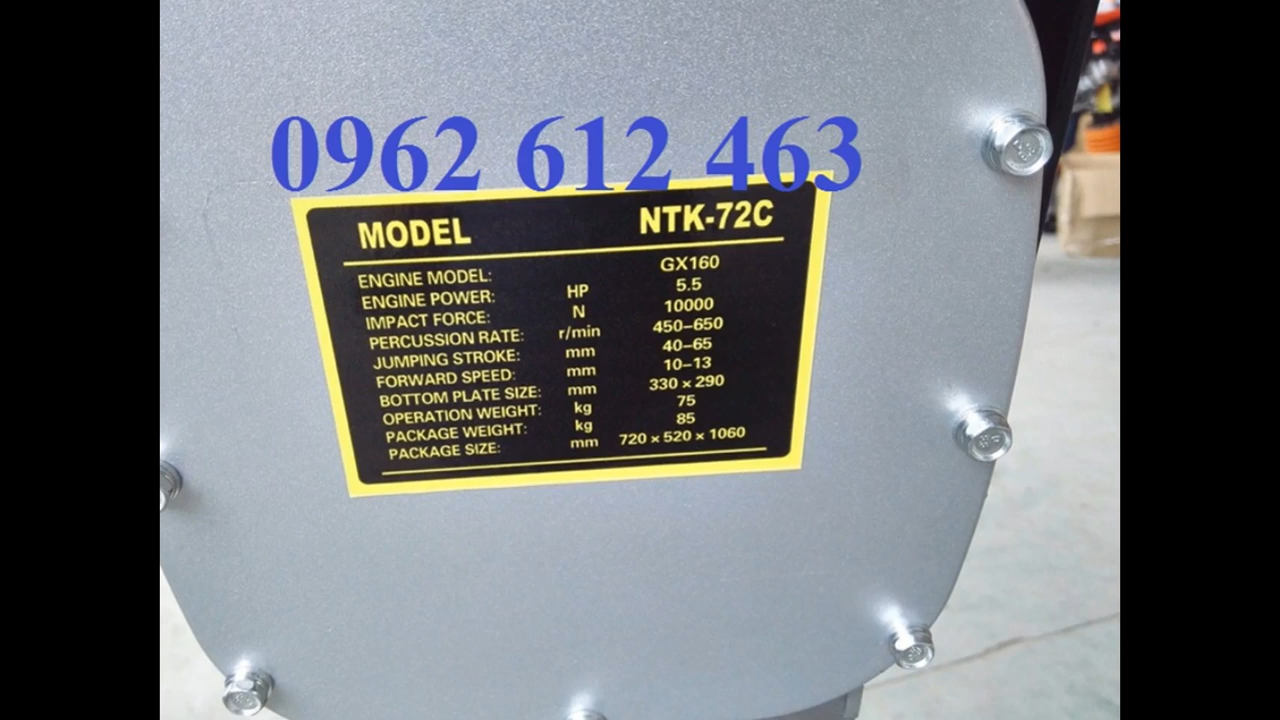 0962 612 463
MODEL NTK-72C
ENGINE MODEL: GX160
ENGINE POWER: HP 5.5
IMPACT FORCE: N 10000
PERCUSSION RATE: r/min 450-650
JUMPING STROKE: mm 40-65
FORWARD SPEED: mm 10-13
BOTTOM PLATE SIZE: mm 330 × 290
OPERATION WEIGHT: kg 75
PACKAGE WEIGHT: kg 85
PACKAGE SIZE: mm 720 × 520 × 1060